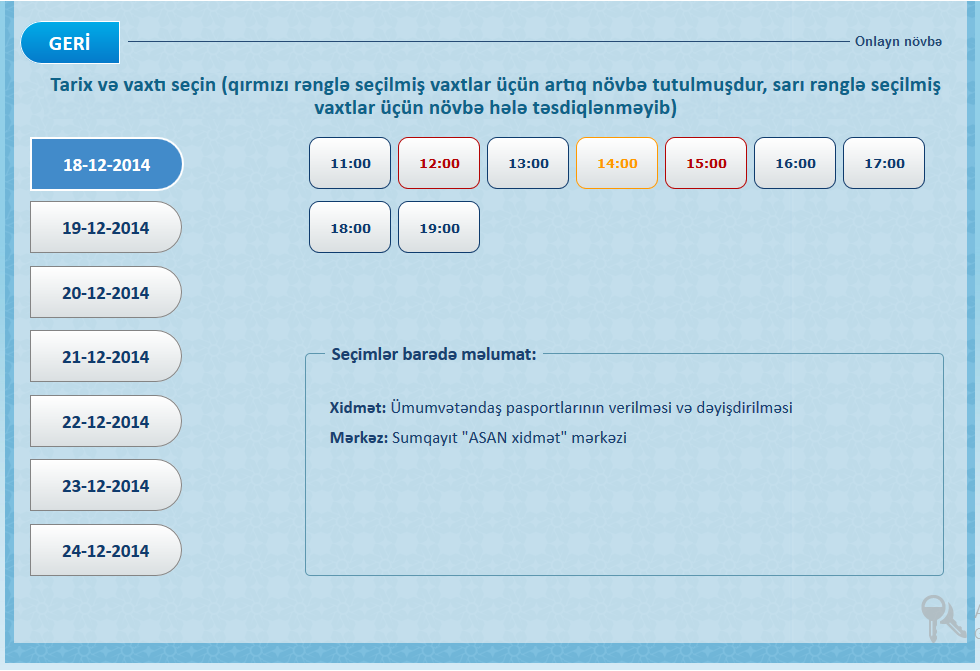 GERİ
Onlayn növbə
Tarix və vaxtı seçin (qırmızı rənglə seçilmiş vaxtlar üçün artıq növbə tutulmuşdur, sarı rənglə seçilmiş
vaxtlar üçün növbə hələ təsdiqlənməyib)
18-12-2014
11:00 12:00 13:00 14:00 15:00 16:00 17:00
19-12-2014
18:00 19:00
20-12-2014
21-12-2014
22-12-2014
23-12-2014
24-12-2014
Seçimlər barədə məlumat:
Xidmət: Ümumvətəndaş pasportlarının verilməsi və dəyişdirilməsi
Mərkəz: Sumqayıt "ASAN xidmət" mərkəzi